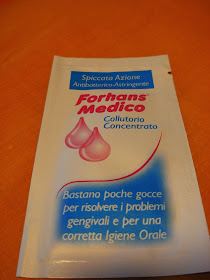 Spiccata Azione
Antibatterico-Astringente
Forhans
Medico
Collutorio
Concentrato
Bastano poche gocce
per risolvere i problemi
gengivali e per una
corretta Igiene Orale